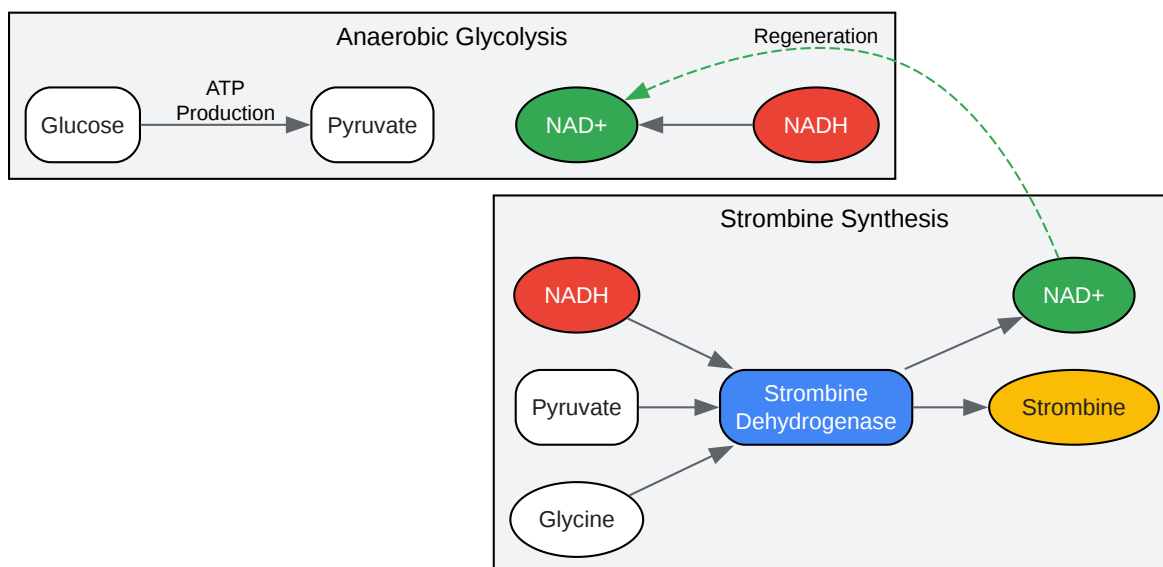 Anaerobic Glycolysis
Regeneration
ATP
Production
Glucose
Pyruvate
NAD+
NADH
Strombine Synthesis
NADH
NAD+
Pyruvate
Strombine
Dehydrogenase
Strombine
Glycine